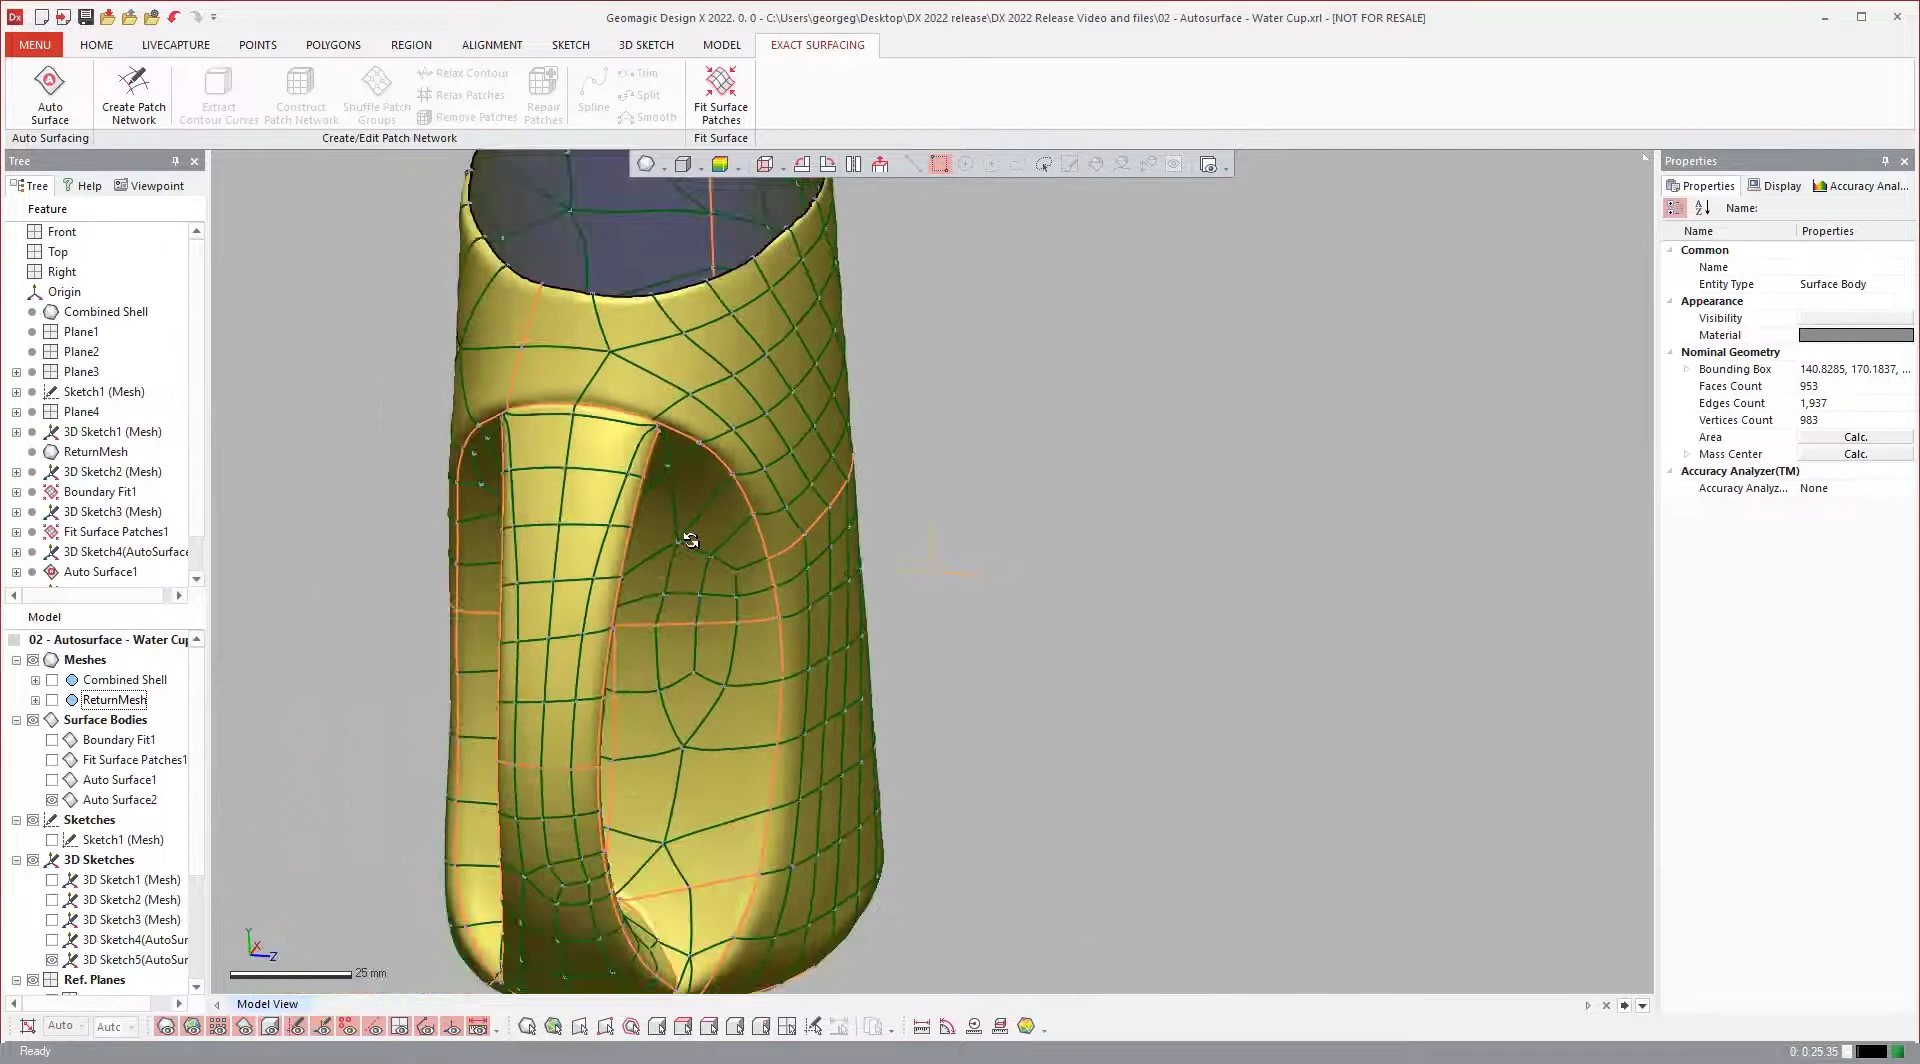 Dx
Geomagic Design X 2022. 0. 0 - C:\Users\georgeg\Desktop\DX 2022 release\DX 2022 Release Video and files\02 - Autosurface - Water Cup.xrl - [NOT FOR RESALE]
MENU HOME LIVECAPTURE POINTS POLYGONS REGION ALIGNMENT SKETCH 3D SKETCH MODEL EXACT SURFACING
Auto Surface
Create Patch Network
Extract Contour Curves
Construct Patch Network
Shuffle Patch Groups
Relax Contour
Relax Patches
Remove Patches
Repair Patches
Spline
Trim
Split
Smooth
Fit Surface Patches
Auto Surfacing Create/Edit Patch Network Fit Surface
Tree
Tree Help Viewpoint
Feature
Front
Top
Right
Origin
Combined Shell
Plane1
Plane2
Plane3
Sketch1 (Mesh)
Plane4
3D Sketch1 (Mesh)
ReturnMesh
3D Sketch2 (Mesh)
Boundary Fit1
3D Sketch3 (Mesh)
Fit Surface Patches1
3D Sketch4(AutoSurface
Auto Surface1
Model
02 - Autosurface - Water Cup
Meshes
Combined Shell
ReturnMesh
Surface Bodies
Boundary Fit1
Fit Surface Patches1
Auto Surface1
Auto Surface2
Sketches
Sketch1 (Mesh)
3D Sketches
3D Sketch1 (Mesh)
3D Sketch2 (Mesh)
3D Sketch3 (Mesh)
3D Sketch4(AutoSur
3D Sketch5(AutoSur
Ref. Planes
Y X Z
25 mm
Model View
Properties
Properties Display Accuracy Anal...
Name:
Name Properties
Common
Name
Entity Type Surface Body
Appearance
Visibility
Material
Nominal Geometry
Bounding Box 140.8285, 170.1837, ...
Faces Count 953
Edges Count 1,937
Vertices Count 983
Area Calc.
Mass Center Calc.
Accuracy Analyzer(TM)
Accuracy Analyz... None
Auto Autc
Ready
0: 0:25.35